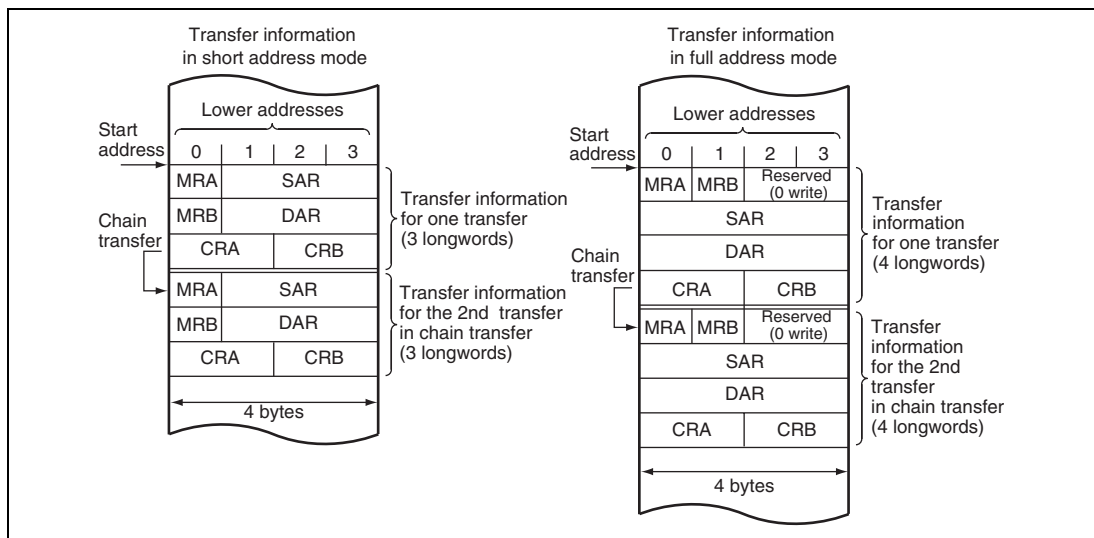 Transfer information
in short address mode
Lower addresses
Start
address
0 1 2 3
MRA SAR
MRB DAR
CRA CRB
Transfer information
for one transfer
(3 longwords)
Chain
transfer
MRA SAR
MRB DAR
CRA CRB
Transfer information
for the 2nd transfer
in chain transfer
(3 longwords)
4 bytes
Transfer information
in full address mode
Lower addresses
Start
address
0 1 2 3
MRA MRB Reserved
(0 write)
SAR
DAR
CRA CRB
Transfer
information
for one transfer
(4 longwords)
Chain
transfer
MRA MRB Reserved
(0 write)
SAR
DAR
CRA CRB
Transfer
information
for the 2nd
transfer
in chain transfer
(4 longwords)
4 bytes